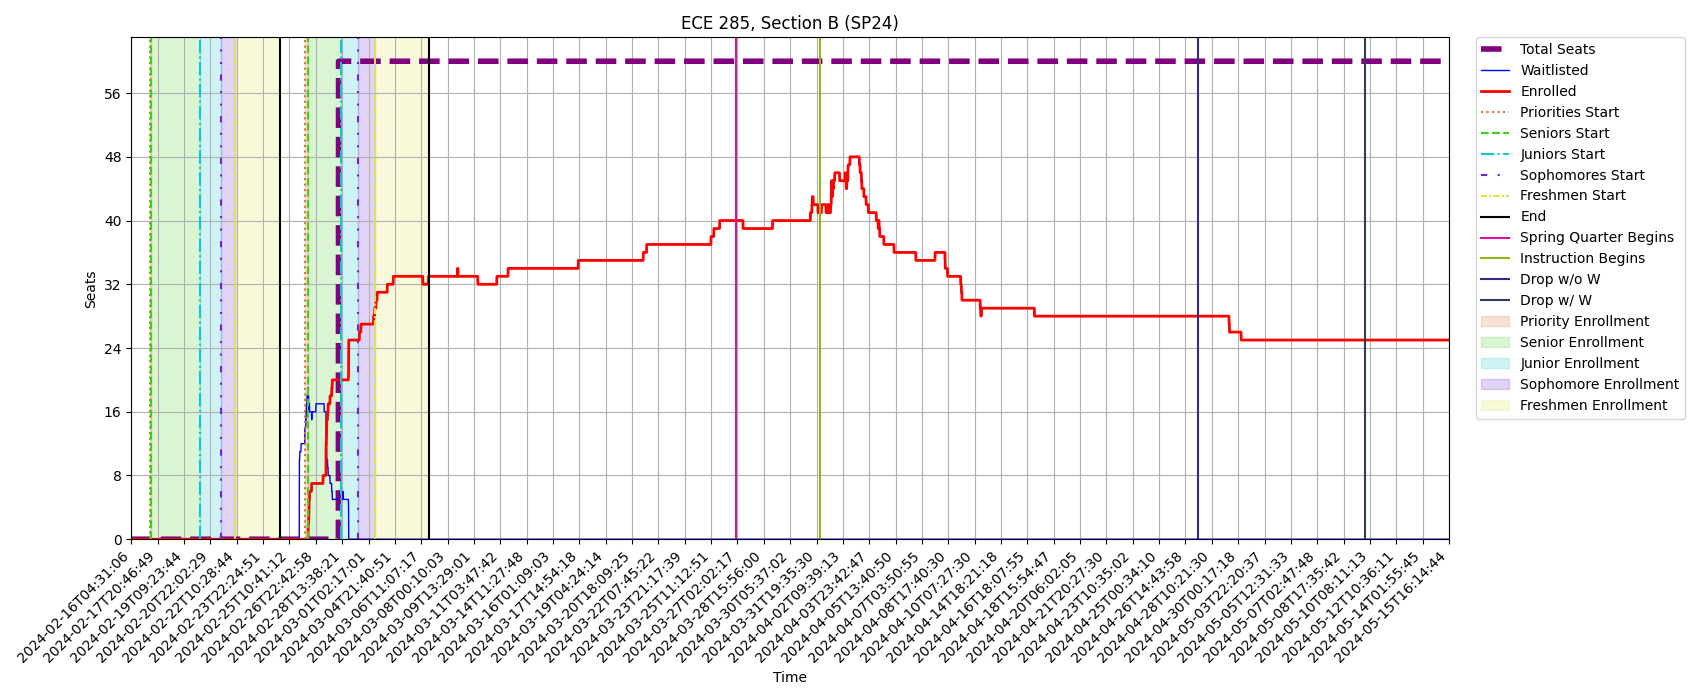 ECE 285, Section B (SP24)
Seats
56
48
40
32
24
16
8
0
2024-02-16T04:31:06
2024-02-17T20:46:49
2024-02-19T09:23:44
2024-02-20T22:02:29
2024-02-22T10:28:44
2024-02-23T22:24:51
2024-02-25T10:41:12
2024-02-26T22:42:58
2024-02-28T13:38:21
2024-03-01T02:17:01
2024-03-04T21:40:51
2024-03-06T11:07:17
2024-03-08T00:10:03
2024-03-09T13:29:01
2024-03-12T03:47:42
2024-03-14T11:27:48
2024-03-16T01:09:03
2024-03-17T14:54:18
2024-03-19T04:24:14
2024-03-20T18:09:25
2024-03-22T07:45:22
2024-03-23T21:17:39
2024-03-25T11:12:51
2024-03-27T02:02:17
2024-03-28T15:56:00
2024-03-30T05:37:02
2024-03-31T19:35:30
2024-04-02T09:39:13
2024-04-03T23:42:47
2024-04-05T13:40:50
2024-04-07T03:50:55
2024-04-08T17:40:30
2024-04-10T07:27:30
2024-04-14T18:21:18
2024-04-16T18:07:55
2024-04-18T15:54:47
2024-04-20T06:02:05
2024-04-21T20:27:30
2024-04-23T10:35:02
2024-04-25T00:34:10
2024-04-26T14:43:58
2024-04-28T10:21:30
2024-04-30T00:17:18
2024-05-03T22:20:37
2024-05-05T12:31:33
2024-05-07T02:47:48
2024-05-08T17:35:42
2024-05-10T08:11:13
2024-05-12T10:36:11
2024-05-14T01:55:45
2024-05-15T16:14:44
Time
Total Seats
Waitlisted
Enrolled
Priorities Start
Seniors Start
Juniors Start
Sophomores Start
Freshmen Start
End
Spring Quarter Begins
Instruction Begins
Drop w/o W
Drop w/ W
Priority Enrollment
Senior Enrollment
Junior Enrollment
Sophomore Enrollment
Freshmen Enrollment